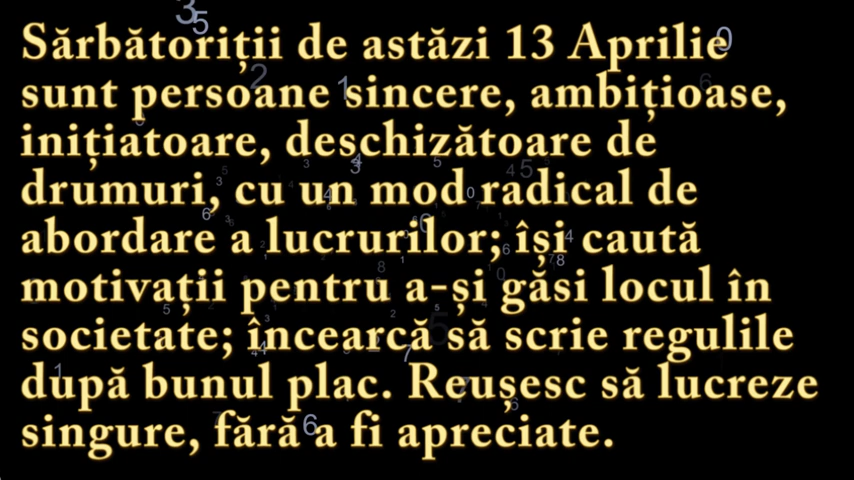 Sărbătoriții de astăzi 13 Aprilie
sunt persoane sincere, ambițioase,
inițiatoare, deschizătoare de
drumuri, cu un mod radical de
abordare a lucrurilor; își caută
motivații pentru a-și găsi locul în
societate; încearcă să scrie regulile
după bunul plac. Reușesc să lucreze
singure, fără a fi apreciate.